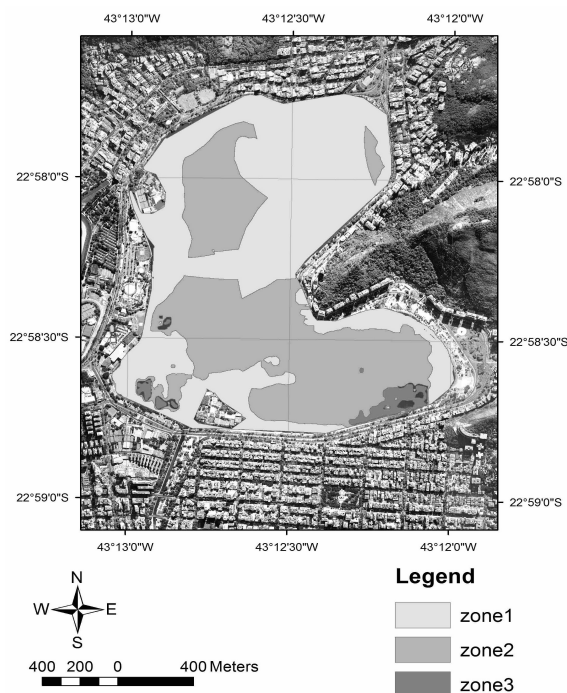 43°13'0"W 43°12'30"W 43°12'0"W
22°58'0"S 22°58'0"S
22°58'30"S 22°58'30"S
22°59'0"S 22°59'0"S
43°13'0"W 43°12'30"W 43°12'0"W
N
W E
S
400 200 0 400 Meters
Legend
zone1
zone2
zone3